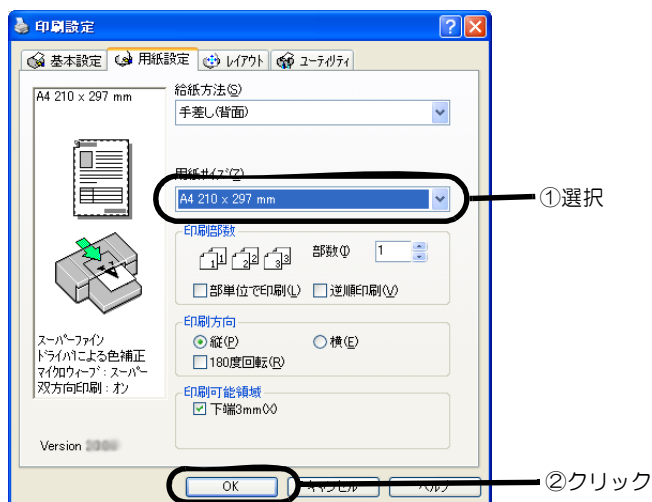 印刷設定
基本設定 用紙設定 レイアウト ユーティリティ
A4 210 x 297 mm
給紙方法(S)
手差し(背面)
用紙サイズ(Z)
A4 210 x 297 mm
①選択
印刷部数
部数(I) 1
部単位で印刷(L) 逆順印刷(V)
印刷方向
縦(P) 横(E)
180度回転(R)
スーパーファイン
ドライバによる色補正
マイクロウィーブ：スーパー
双方向印刷：オン
印刷可能領域
下端3mm(X)
Version
OK キャンセル ヘルプ
②クリック